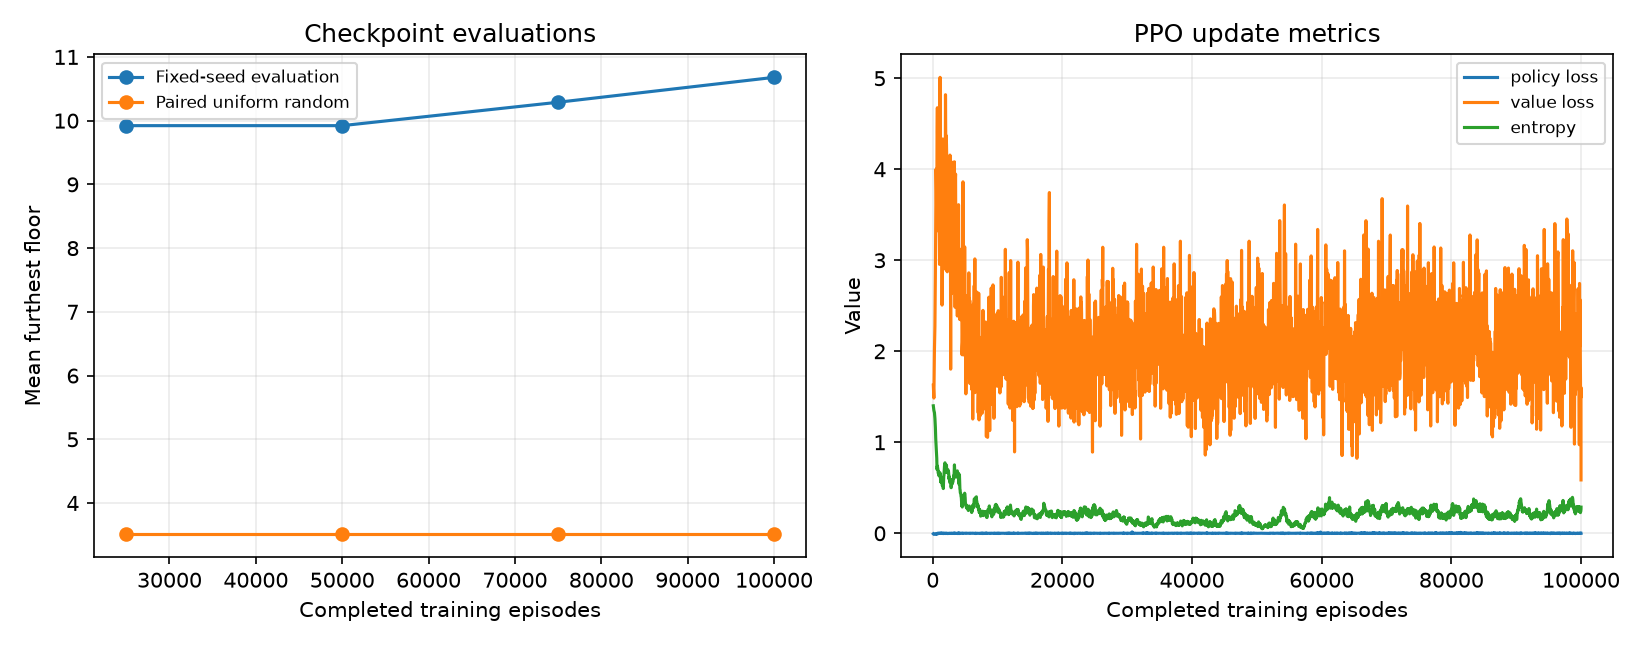 Checkpoint evaluations
11
10
9
8
7
6
5
4
Mean furthest floor
Fixed-seed evaluation
Paired uniform random
30000 40000 50000 60000 70000 80000 90000 100000
Completed training episodes
PPO update metrics
5
4
3
2
1
0
Value
policy loss
value loss
entropy
0 20000 40000 60000 80000 100000
Completed training episodes